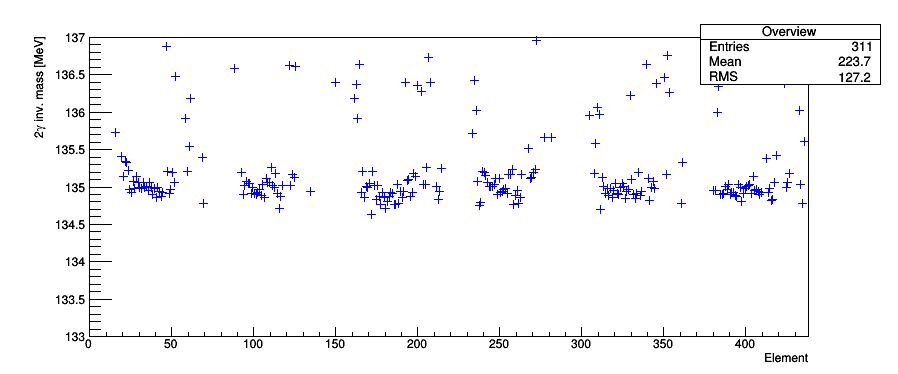 Overview
Entries 311
Mean 223.7
RMS 127.2
2γ inv. mass [MeV]
137
136.5
136
135.5
135
134.5
134
133.5
133
0 50 100 150 200 250 300 350 400
Element